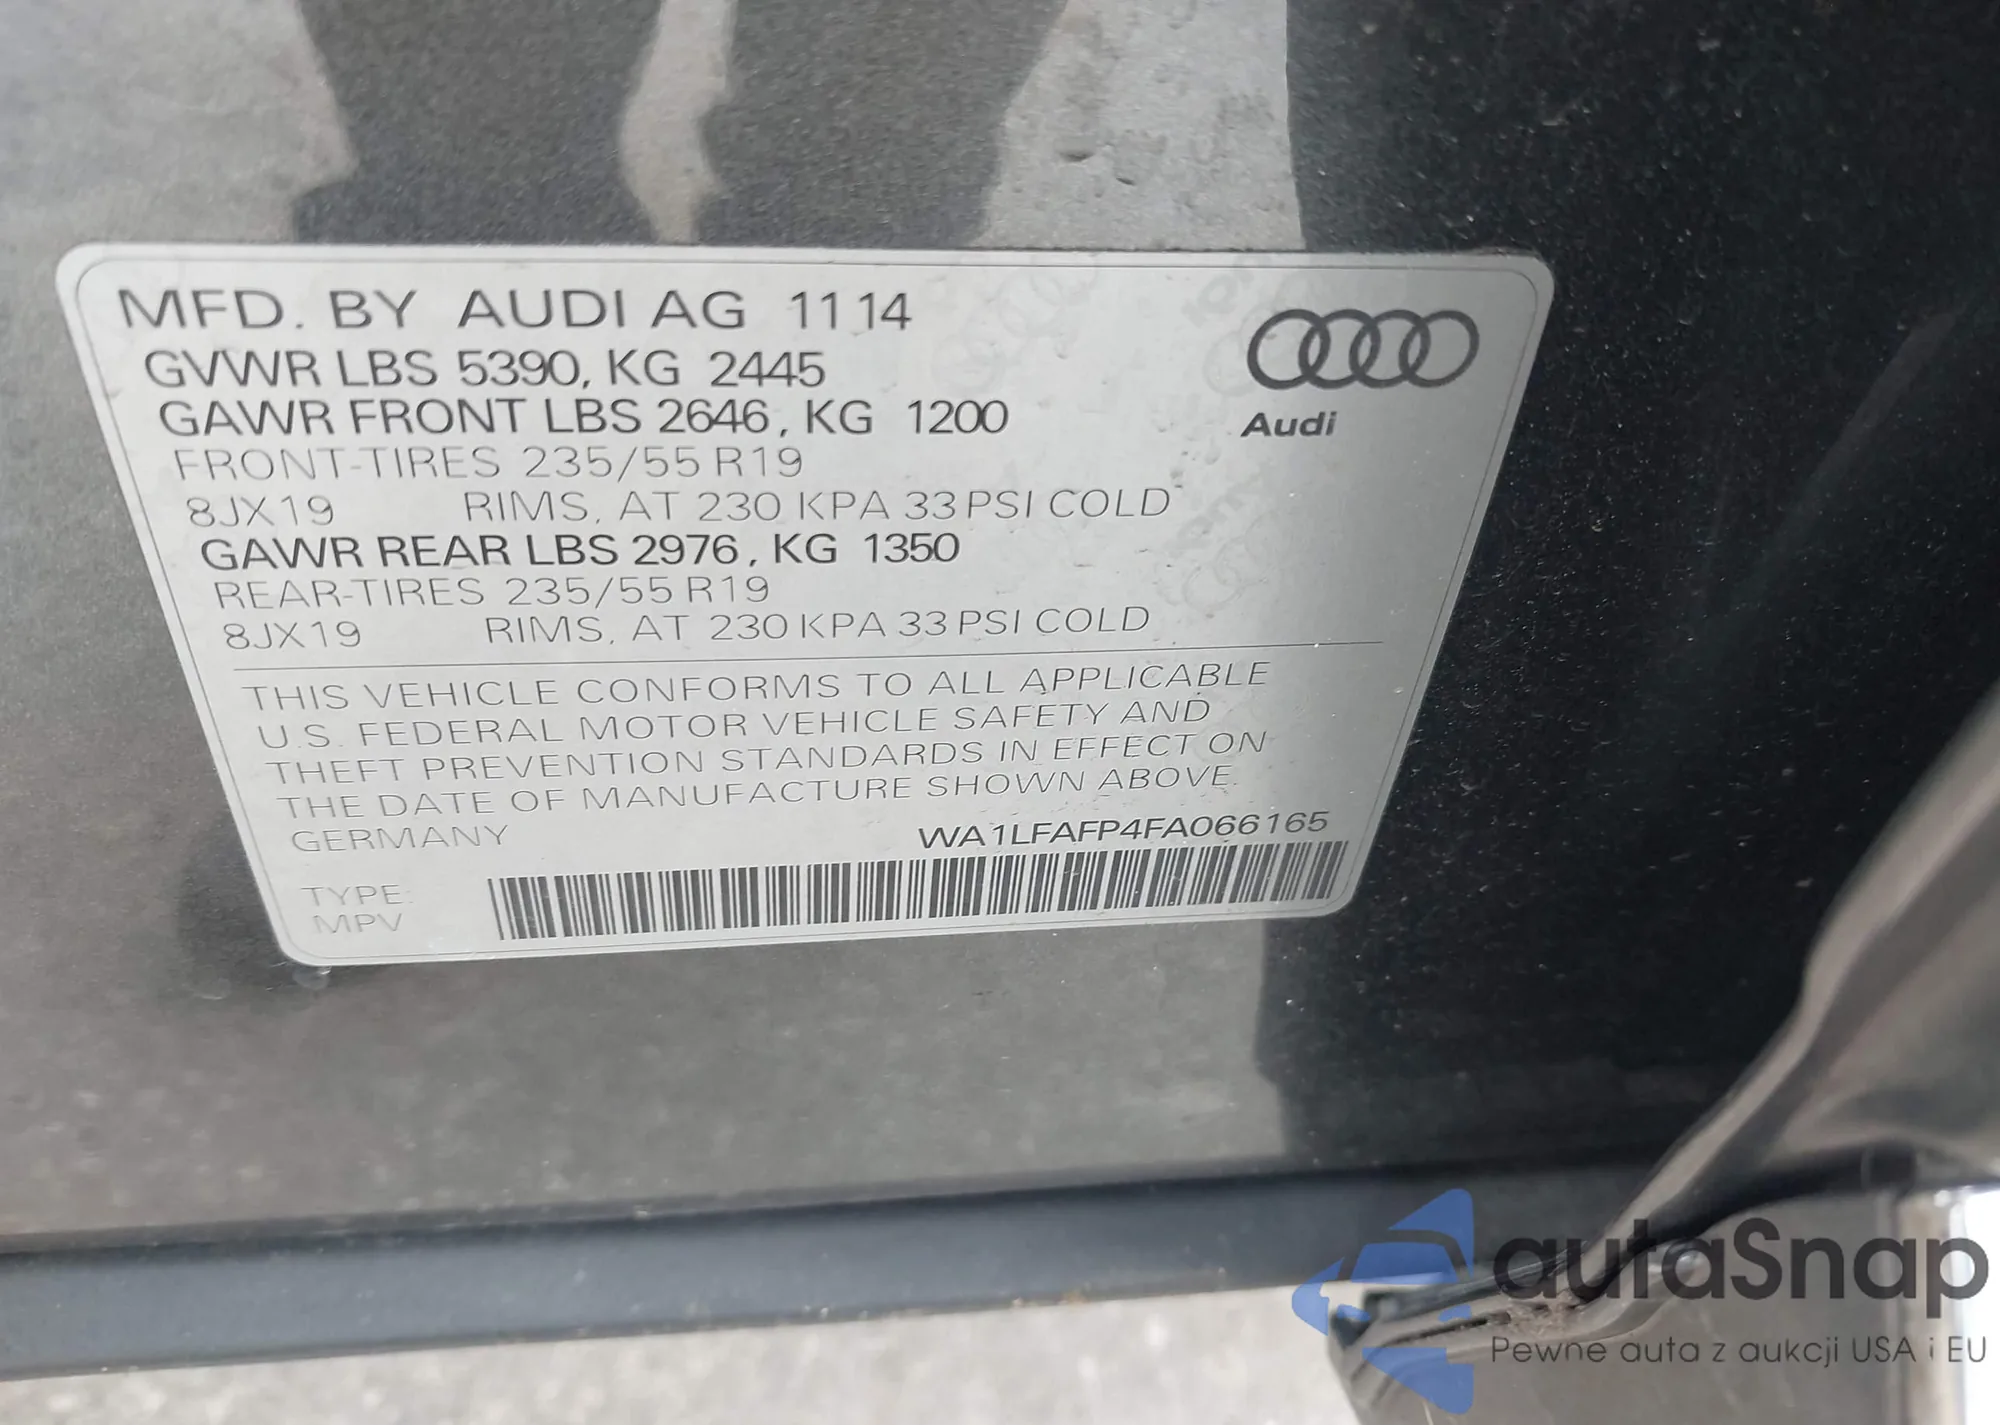 MFD. BY AUDI AG 11 14
GVWR LBS 5390, KG 2445
GAWR FRONT LBS 2646, KG 1200
FRONT-TIRES 235/55 R19
8JX19 RIMS, AT 230 KPA 33 PSI COLD
GAWR REAR LBS 2976, KG 1350
REAR-TIRES 235/55 R19
8JX19 RIMS, AT 230 KPA 33 PSI COLD
Audi
THIS VEHICLE CONFORMS TO ALL APPLICABLE
U.S. FEDERAL MOTOR VEHICLE SAFETY AND
THEFT PREVENTION STANDARDS IN EFFECT ON
THE DATE OF MANUFACTURE SHOWN ABOVE.
GERMANY WA1LFAFP4FA066165
TYPE:
MPV
autaSnap
Pewne auta z aukcji USA i EU